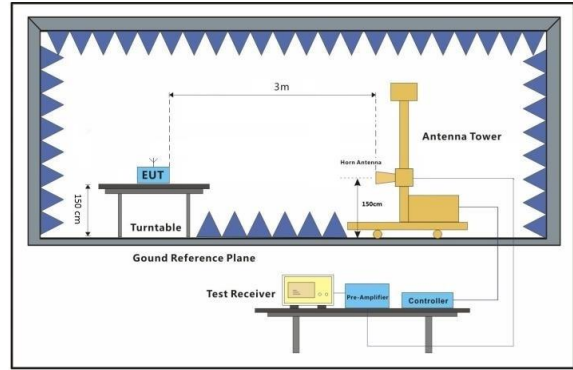 3m
Antenna Tower
Horn Antenna
EUT
150 cm
150cm
Turntable
Gound Reference Plane
Test Receiver
Pre-Amplifier
Controller